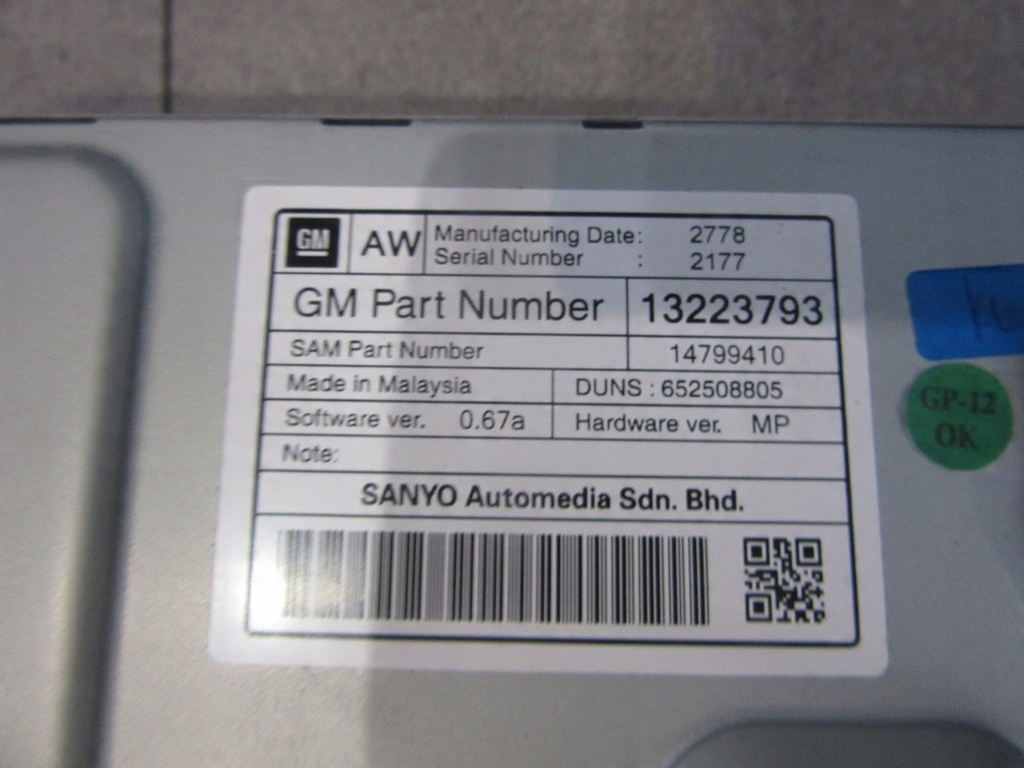 GM AW Manufacturing Date: 2778
Serial Number : 2177
GM Part Number 13223793
SAM Part Number 14799410
Made in Malaysia DUNS : 652508805
Software ver. 0.67a Hardware ver. MP
Note:
SANYO Automedia Sdn. Bhd.
GP-12
OK